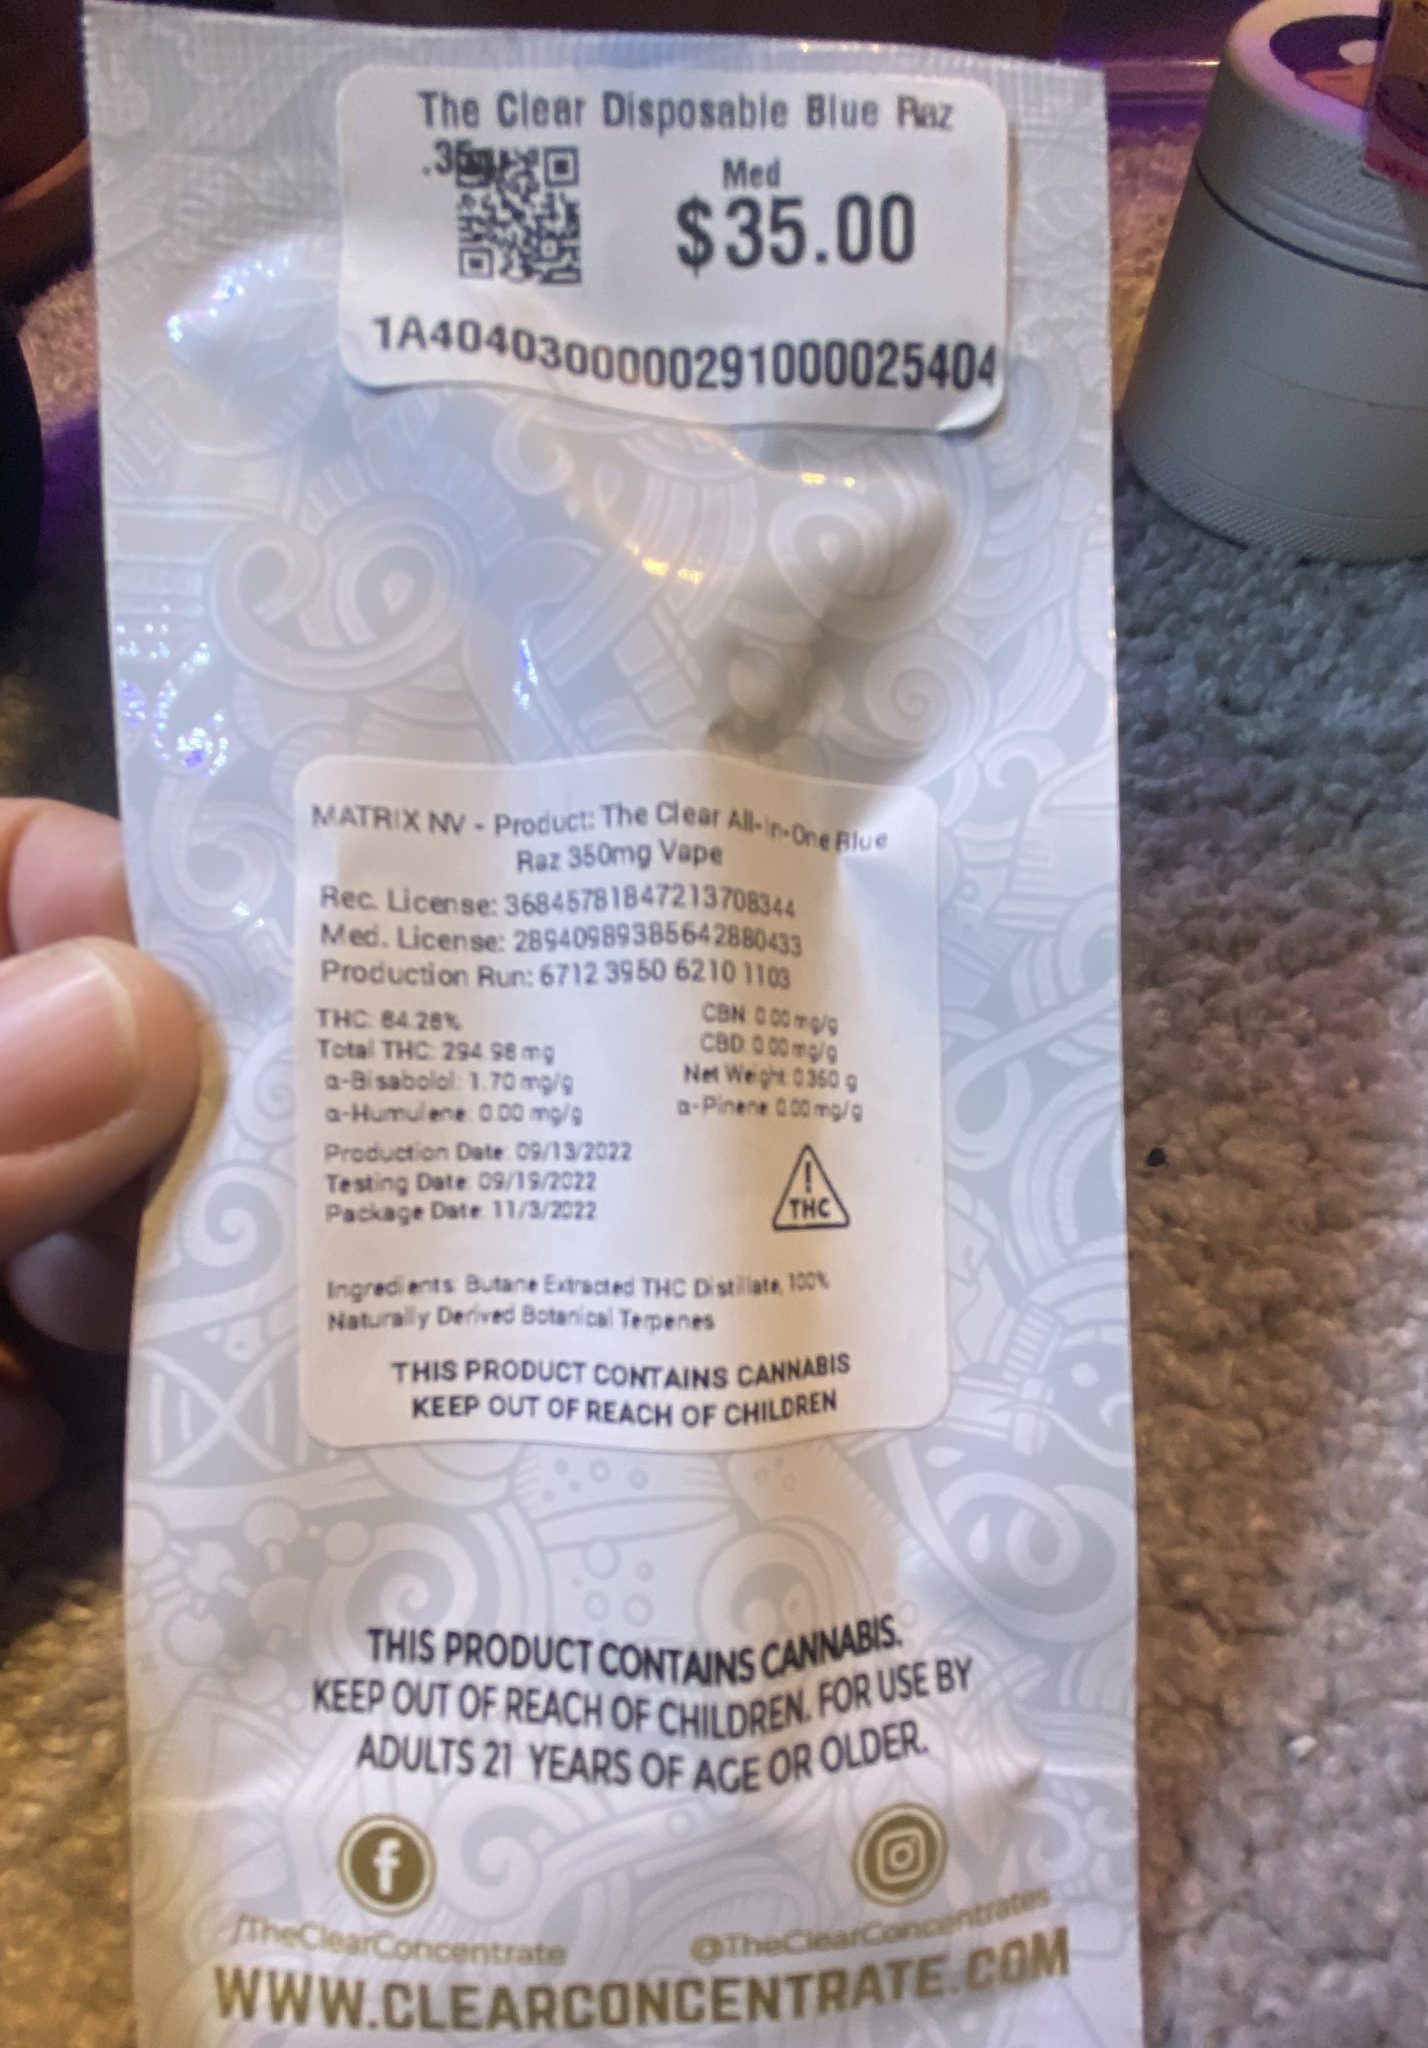 The Clear Disposable Blue Raz
.35g
Med
$35.00
1A4040300000291000025404
MATRIX NV - Product: The Clear All-in-One Blue
Raz 350mg Vape
Rec. License: 36845781847213708344
Med. License: 28940989385642880433
Production Run: 6712 3950 6210 1103
THC: 84.28% CBN: 0.00 mg/g
Total THC: 294.98 mg CBD: 0.00 mg/g
α-Bisabolol: 1.70 mg/g Net Weight: 0.350 g
α-Humulene: 0.00 mg/g α-Pinene: 0.00 mg/g
Production Date: 09/13/2022
Testing Date: 09/19/2022
Package Date: 11/3/2022
! THC
Ingredients: Butane Extracted THC Distillate, 100%
Naturally Derived Botanical Terpenes
THIS PRODUCT CONTAINS CANNABIS
KEEP OUT OF REACH OF CHILDREN
THIS PRODUCT CONTAINS CANNABIS.
KEEP OUT OF REACH OF CHILDREN. FOR USE BY
ADULTS 21 YEARS OF AGE OR OLDER.
/TheClearConcentrate @TheClearConcentrates
WWW.CLEARCONCENTRATE.COM